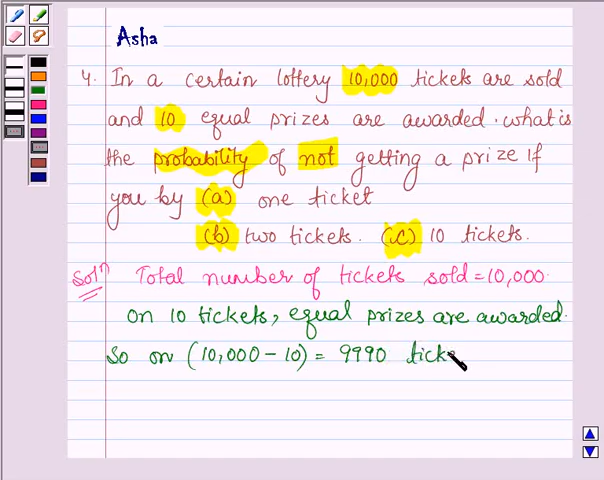 Asha
4. In a certain lottery 10,000 tickets are sold
and 10 equal prizes are awarded. what is
the probability of not getting a prize if
you by (a) one ticket
(b) two tickets. (c) 10 tickets.
Solⁿ Total number of tickets sold = 10,000.
on 10 tickets, equal prizes are awarded.
So on (10,000 - 10) = 9990 ticke